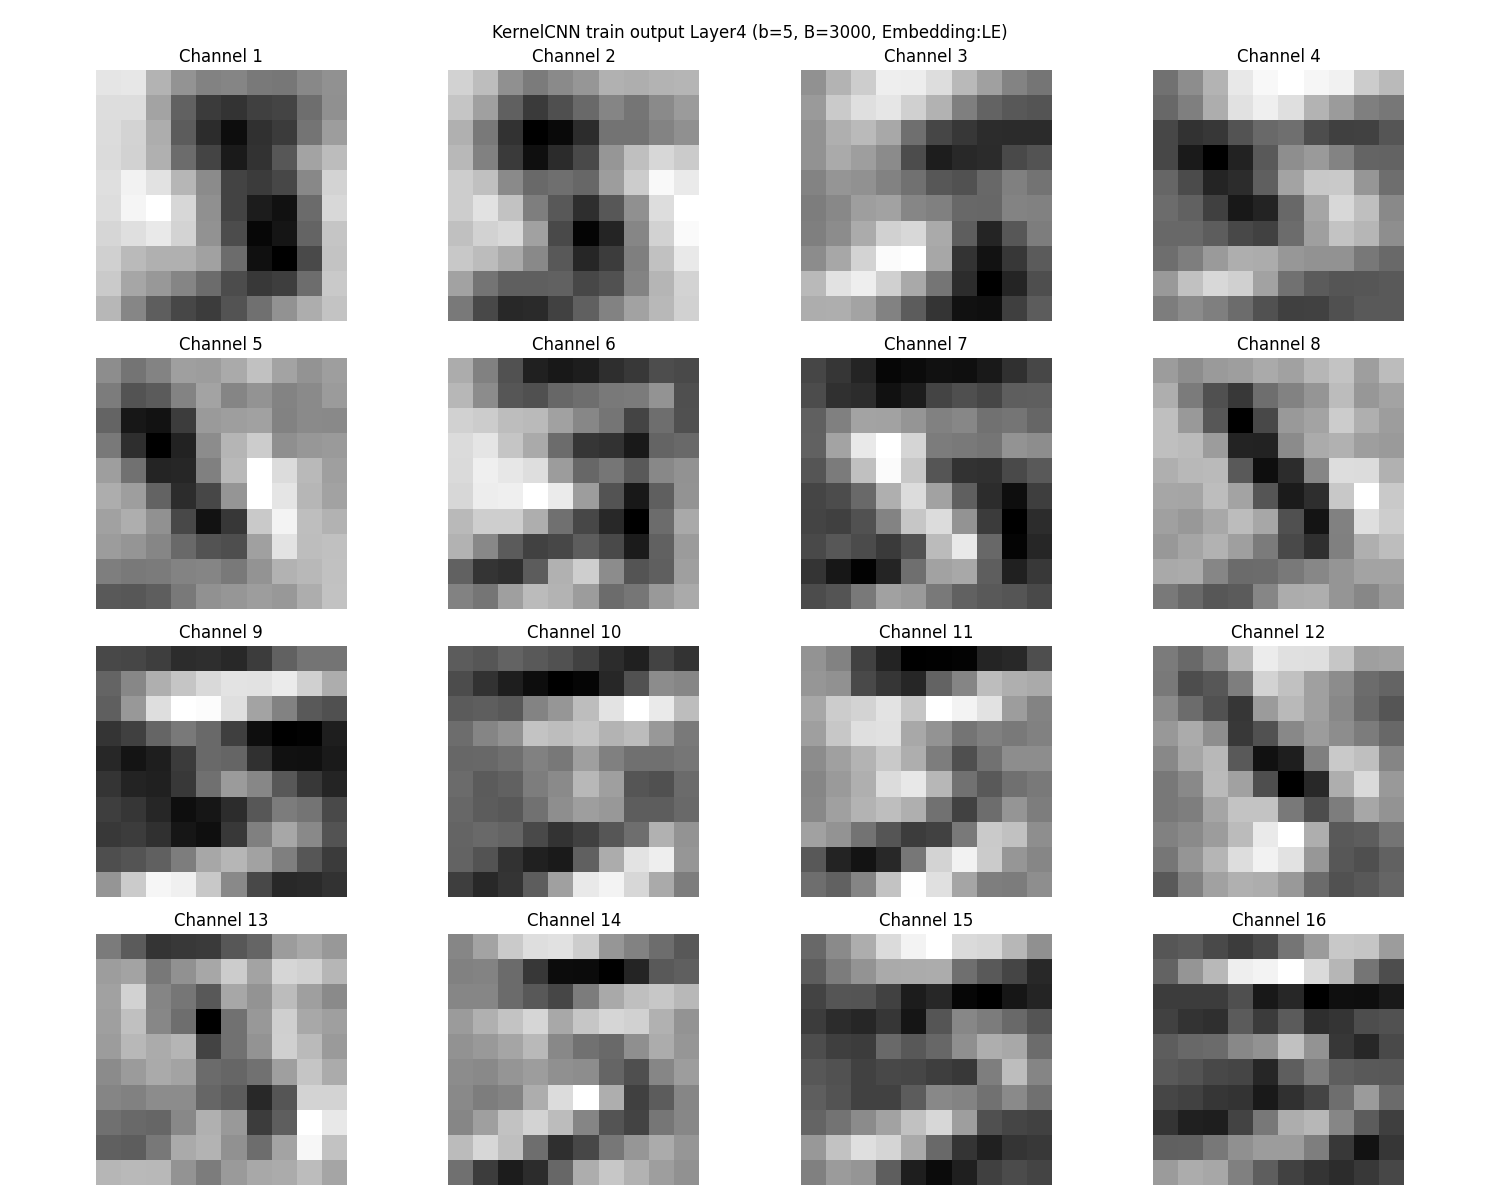 KernelCNN train output Layer4 (b=5, B=3000, Embedding:LE)
Channel 1
Channel 2
Channel 3
Channel 4
Channel 5
Channel 6
Channel 7
Channel 8
Channel 9
Channel 10
Channel 11
Channel 12
Channel 13
Channel 14
Channel 15
Channel 16